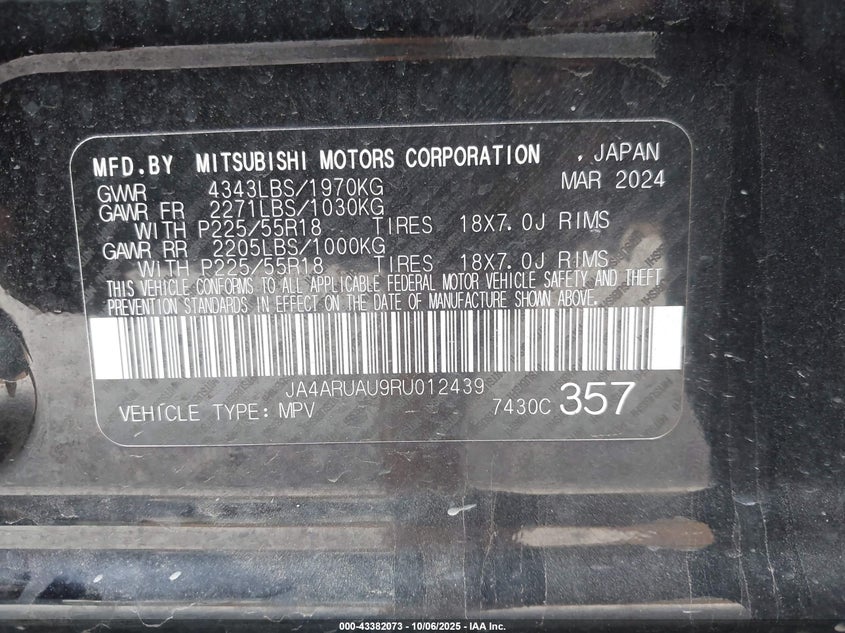 MFD.BY MITSUBISHI MOTORS CORPORATION , JAPAN
MAR 2024
GVWR 4343LBS/1970KG
GAWR FR 2271LBS/1030KG
WITH P225/55R18 TIRES 18X7.0J RIMS
GAWR RR 2205LBS/1000KG
WITH P225/55R18 TIRES 18X7.0J RIMS
THIS VEHICLE CONFORMS TO ALL APPLICABLE FEDERAL MOTOR VEHICLE SAFETY AND THEFT
PREVENTION STANDARDS IN EFFECT ON THE DATE OF MANUFACTURE SHOWN ABOVE.
JA4ARUAU9RU012439
VEHICLE TYPE: MPV 7430C 357
000-43382073 - 10/06/2025 - IAA Inc.